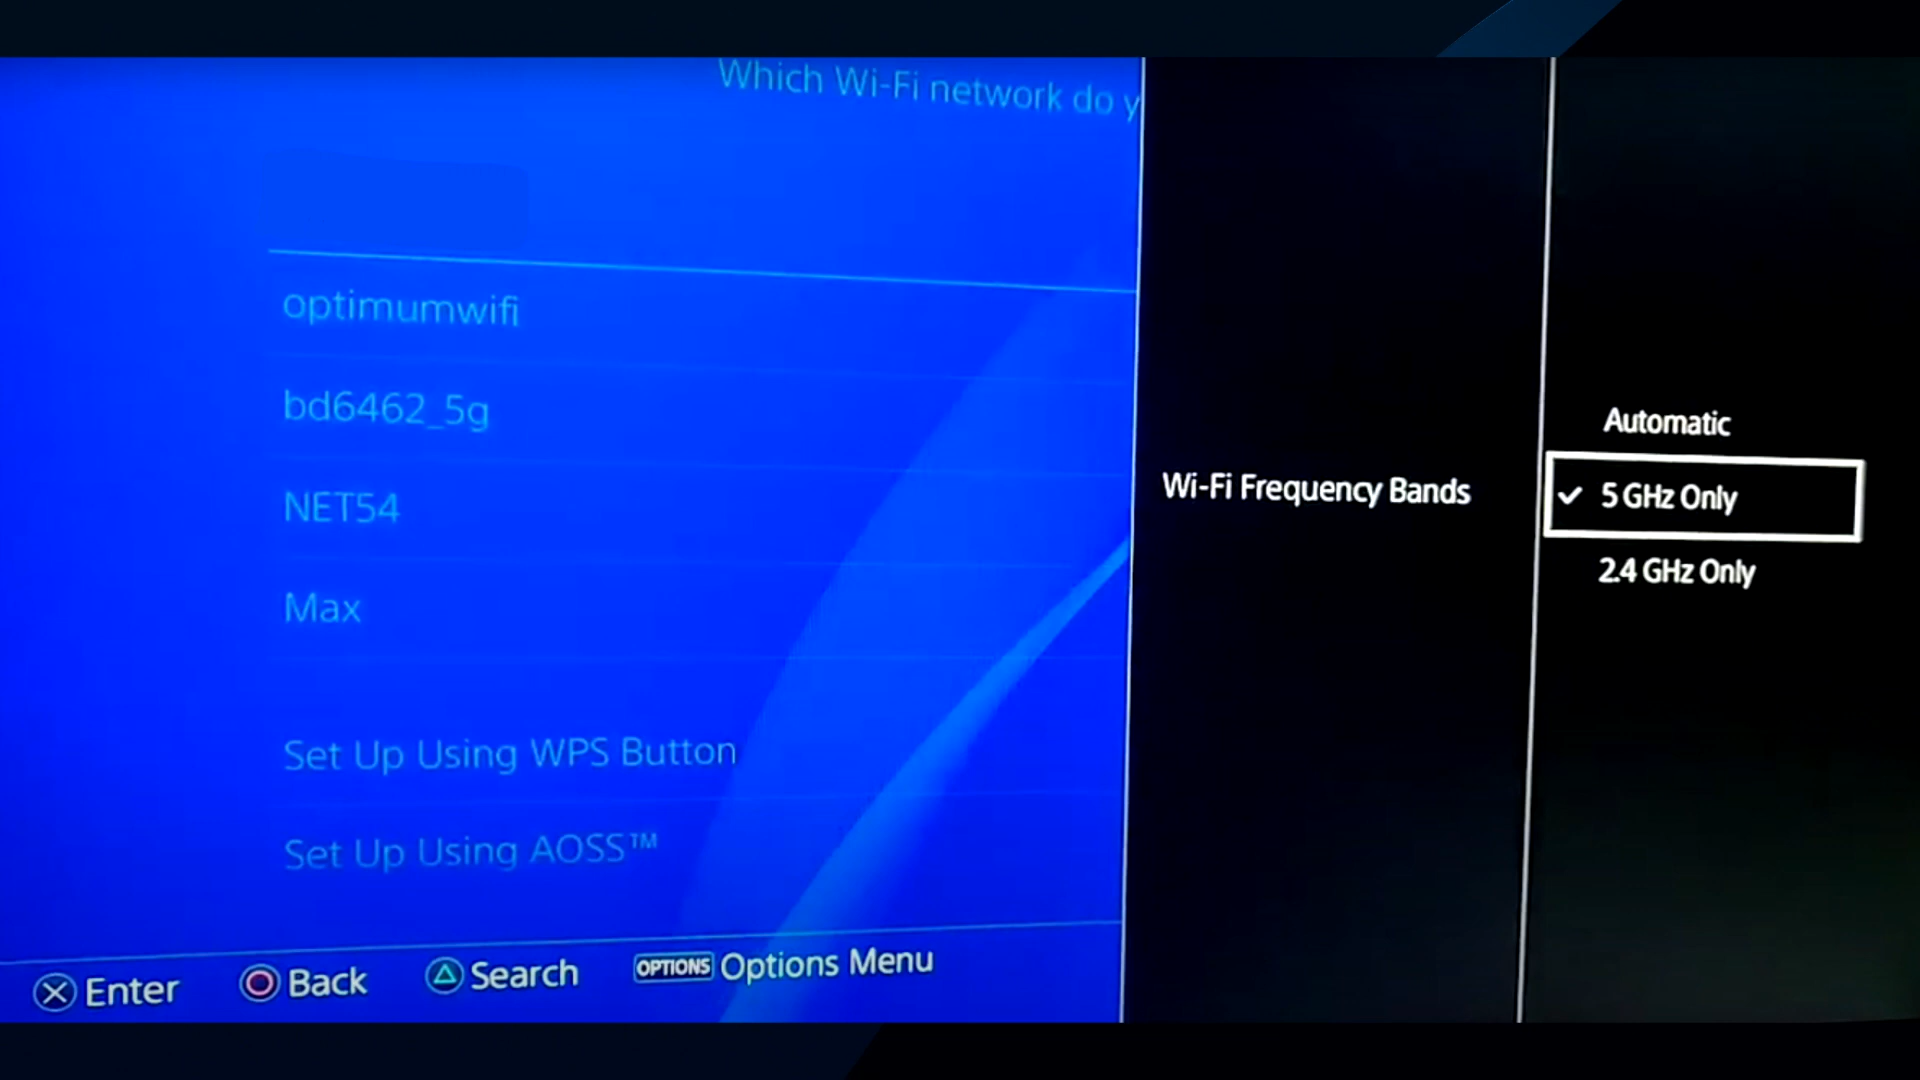 Which Wi-Fi network do y
optimumwifi
bd6462_5g
NET54
Max
Set Up Using WPS Button
Set Up Using AOSS™
Enter
Back
Search
OPTIONS Options Menu
Wi-Fi Frequency Bands
Automatic
5 GHz Only
2.4 GHz Only